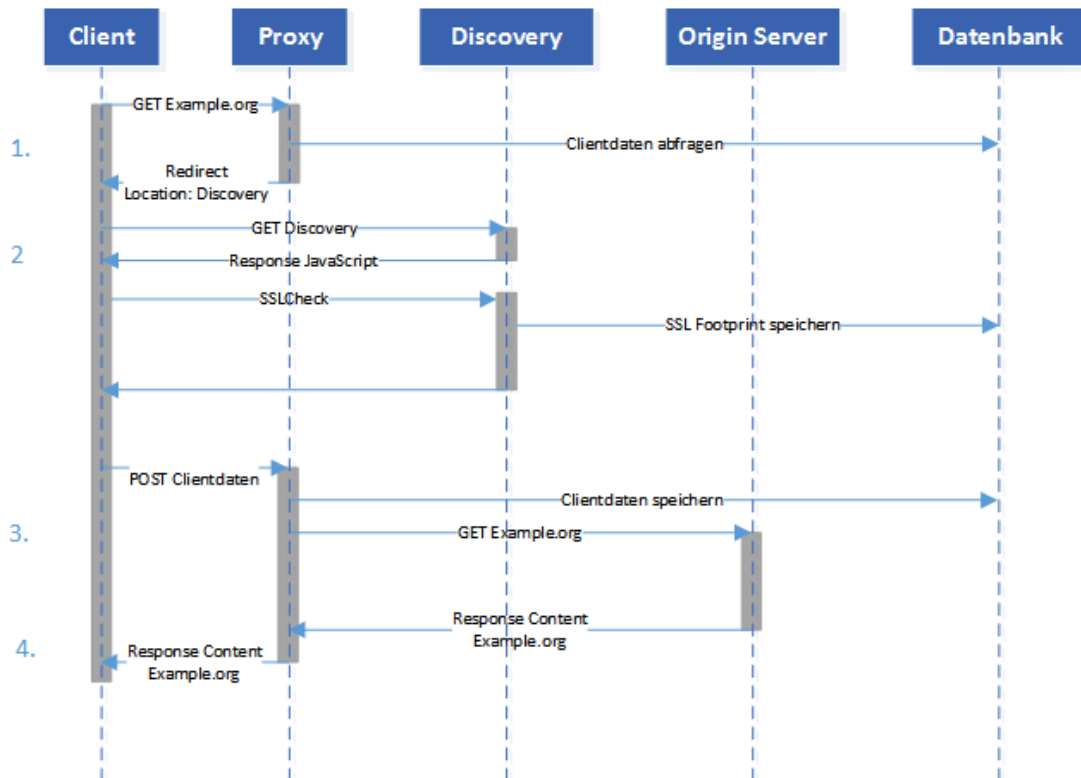 Client
Proxy
Discovery
Origin Server
Datenbank
GET Example.org
1.
Clientdaten abfragen
Redirect
Location: Discovery
GET Discovery
2
Response JavaScript
SSLCheck
SSL Footprint speichern
POST Clientdaten
Clientdaten speichern
3.
GET Example.org
Response Content
Example.org
4.
Response Content
Example.org